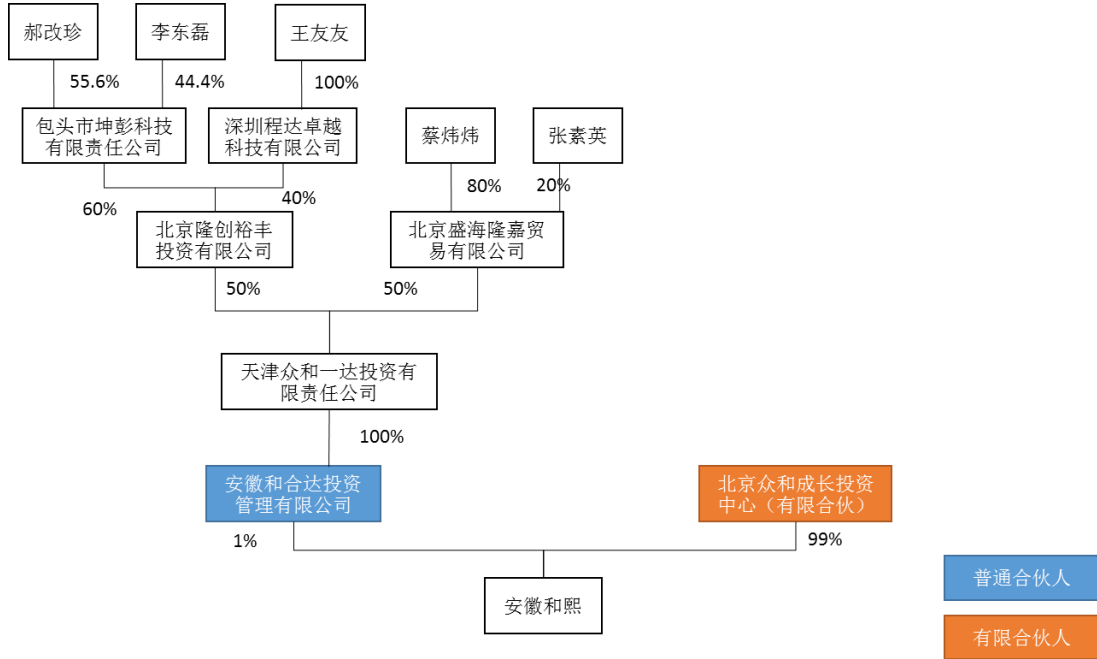 郝改珍
李东磊
王友友
55.6%
44.4%
100%
包头市坤彭科技
有限责任公司
深圳程达卓越
科技有限公司
蔡炜炜
张素英
60%
40%
80%
20%
北京隆创裕丰
投资有限公司
北京盛海隆嘉贸
易有限公司
50%
50%
天津众和一达投资有
限责任公司
100%
安徽和合达投资
管理有限公司
北京众和成长投资
中心（有限合伙）
1%
99%
安徽和熙
普通合伙人
有限合伙人